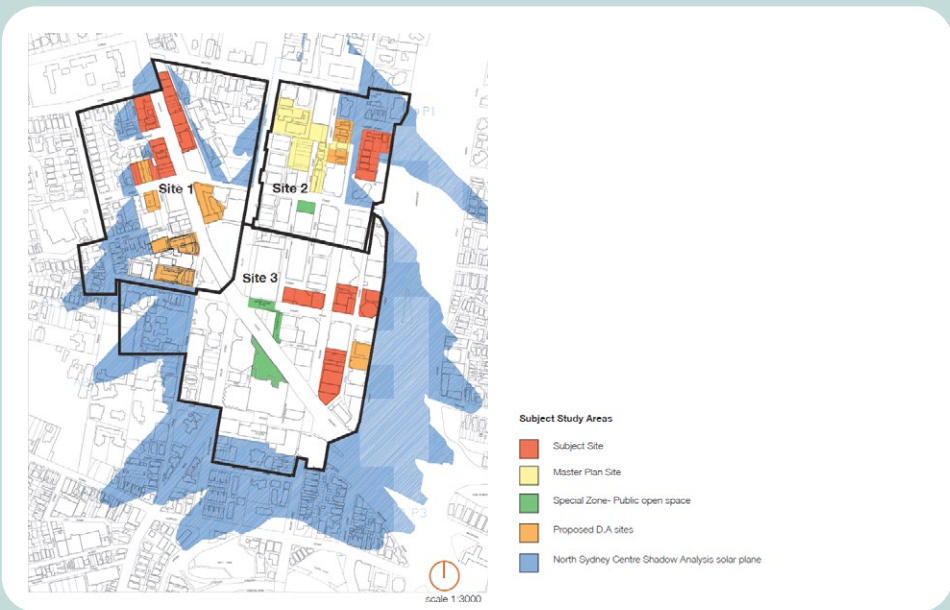 P1
Site 1
Site 2
Site 3
P3
scale 1:3000
Subject Study Areas
Subject Site
Master Plan Site
Special Zone- Public open space
Proposed D.A sites
North Sydney Centre Shadow Analysis solar plane